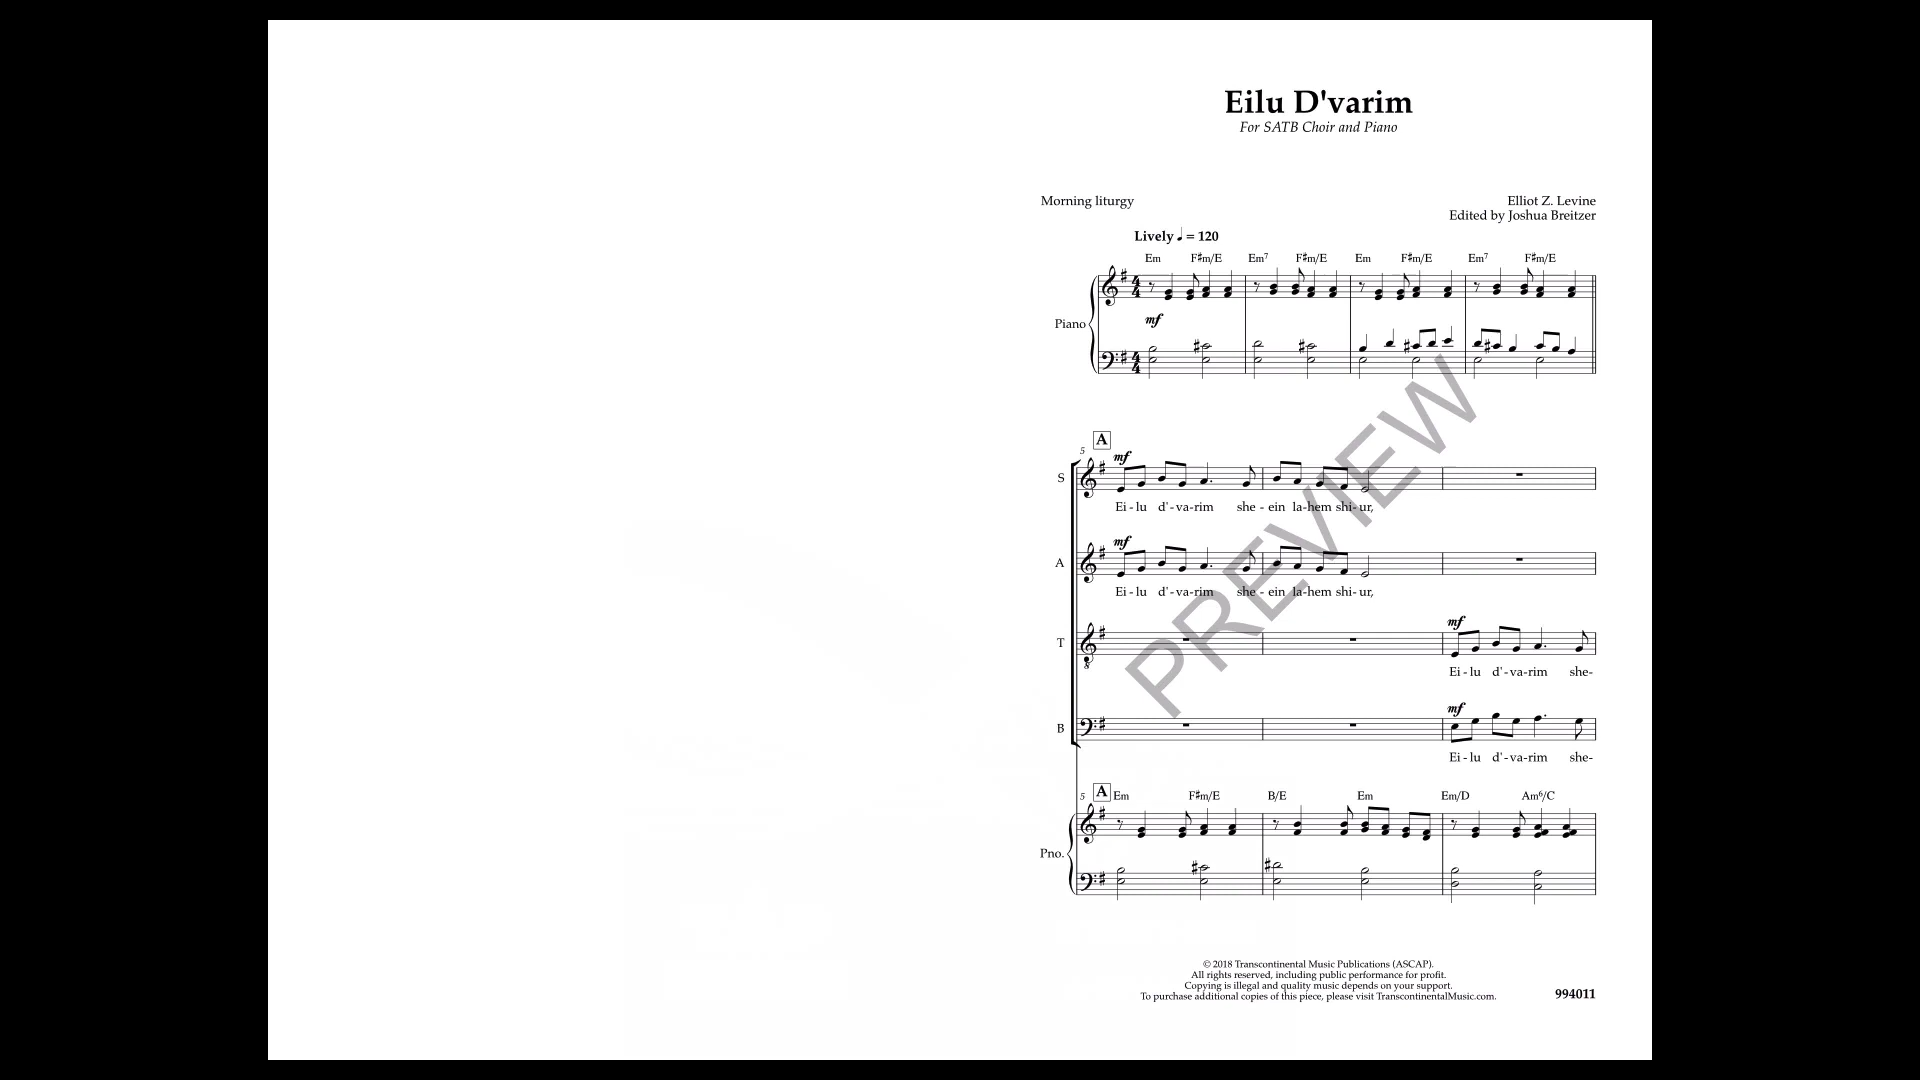 Eilu D'varim
For SATB Choir and Piano
Morning liturgy
Elliot Z. Levine
Edited by Joshua Breitzer
Lively ♩ = 120
Em F♯m/E Em7 F♯m/E Em F♯m/E Em7 F♯m/E
Piano
mf
A
5
mf
S
Ei - lu d' - va - rim she - ein la - hem shi - ur,
mf
A
Ei - lu d' - va - rim she - ein la - hem shi - ur,
mf
T
Ei - lu d' - va - rim she-
mf
B
Ei - lu d' - va - rim she-
5 A Em F♯m/E B/E Em Em/D Am6/C
Pno.
PREVIEW
© 2018 Transcontinental Music Publications (ASCAP).
All rights reserved, including public performance for profit.
Copying is illegal and quality music depends on your support.
To purchase additional copies of this piece, please visit TranscontinentalMusic.com.
994011